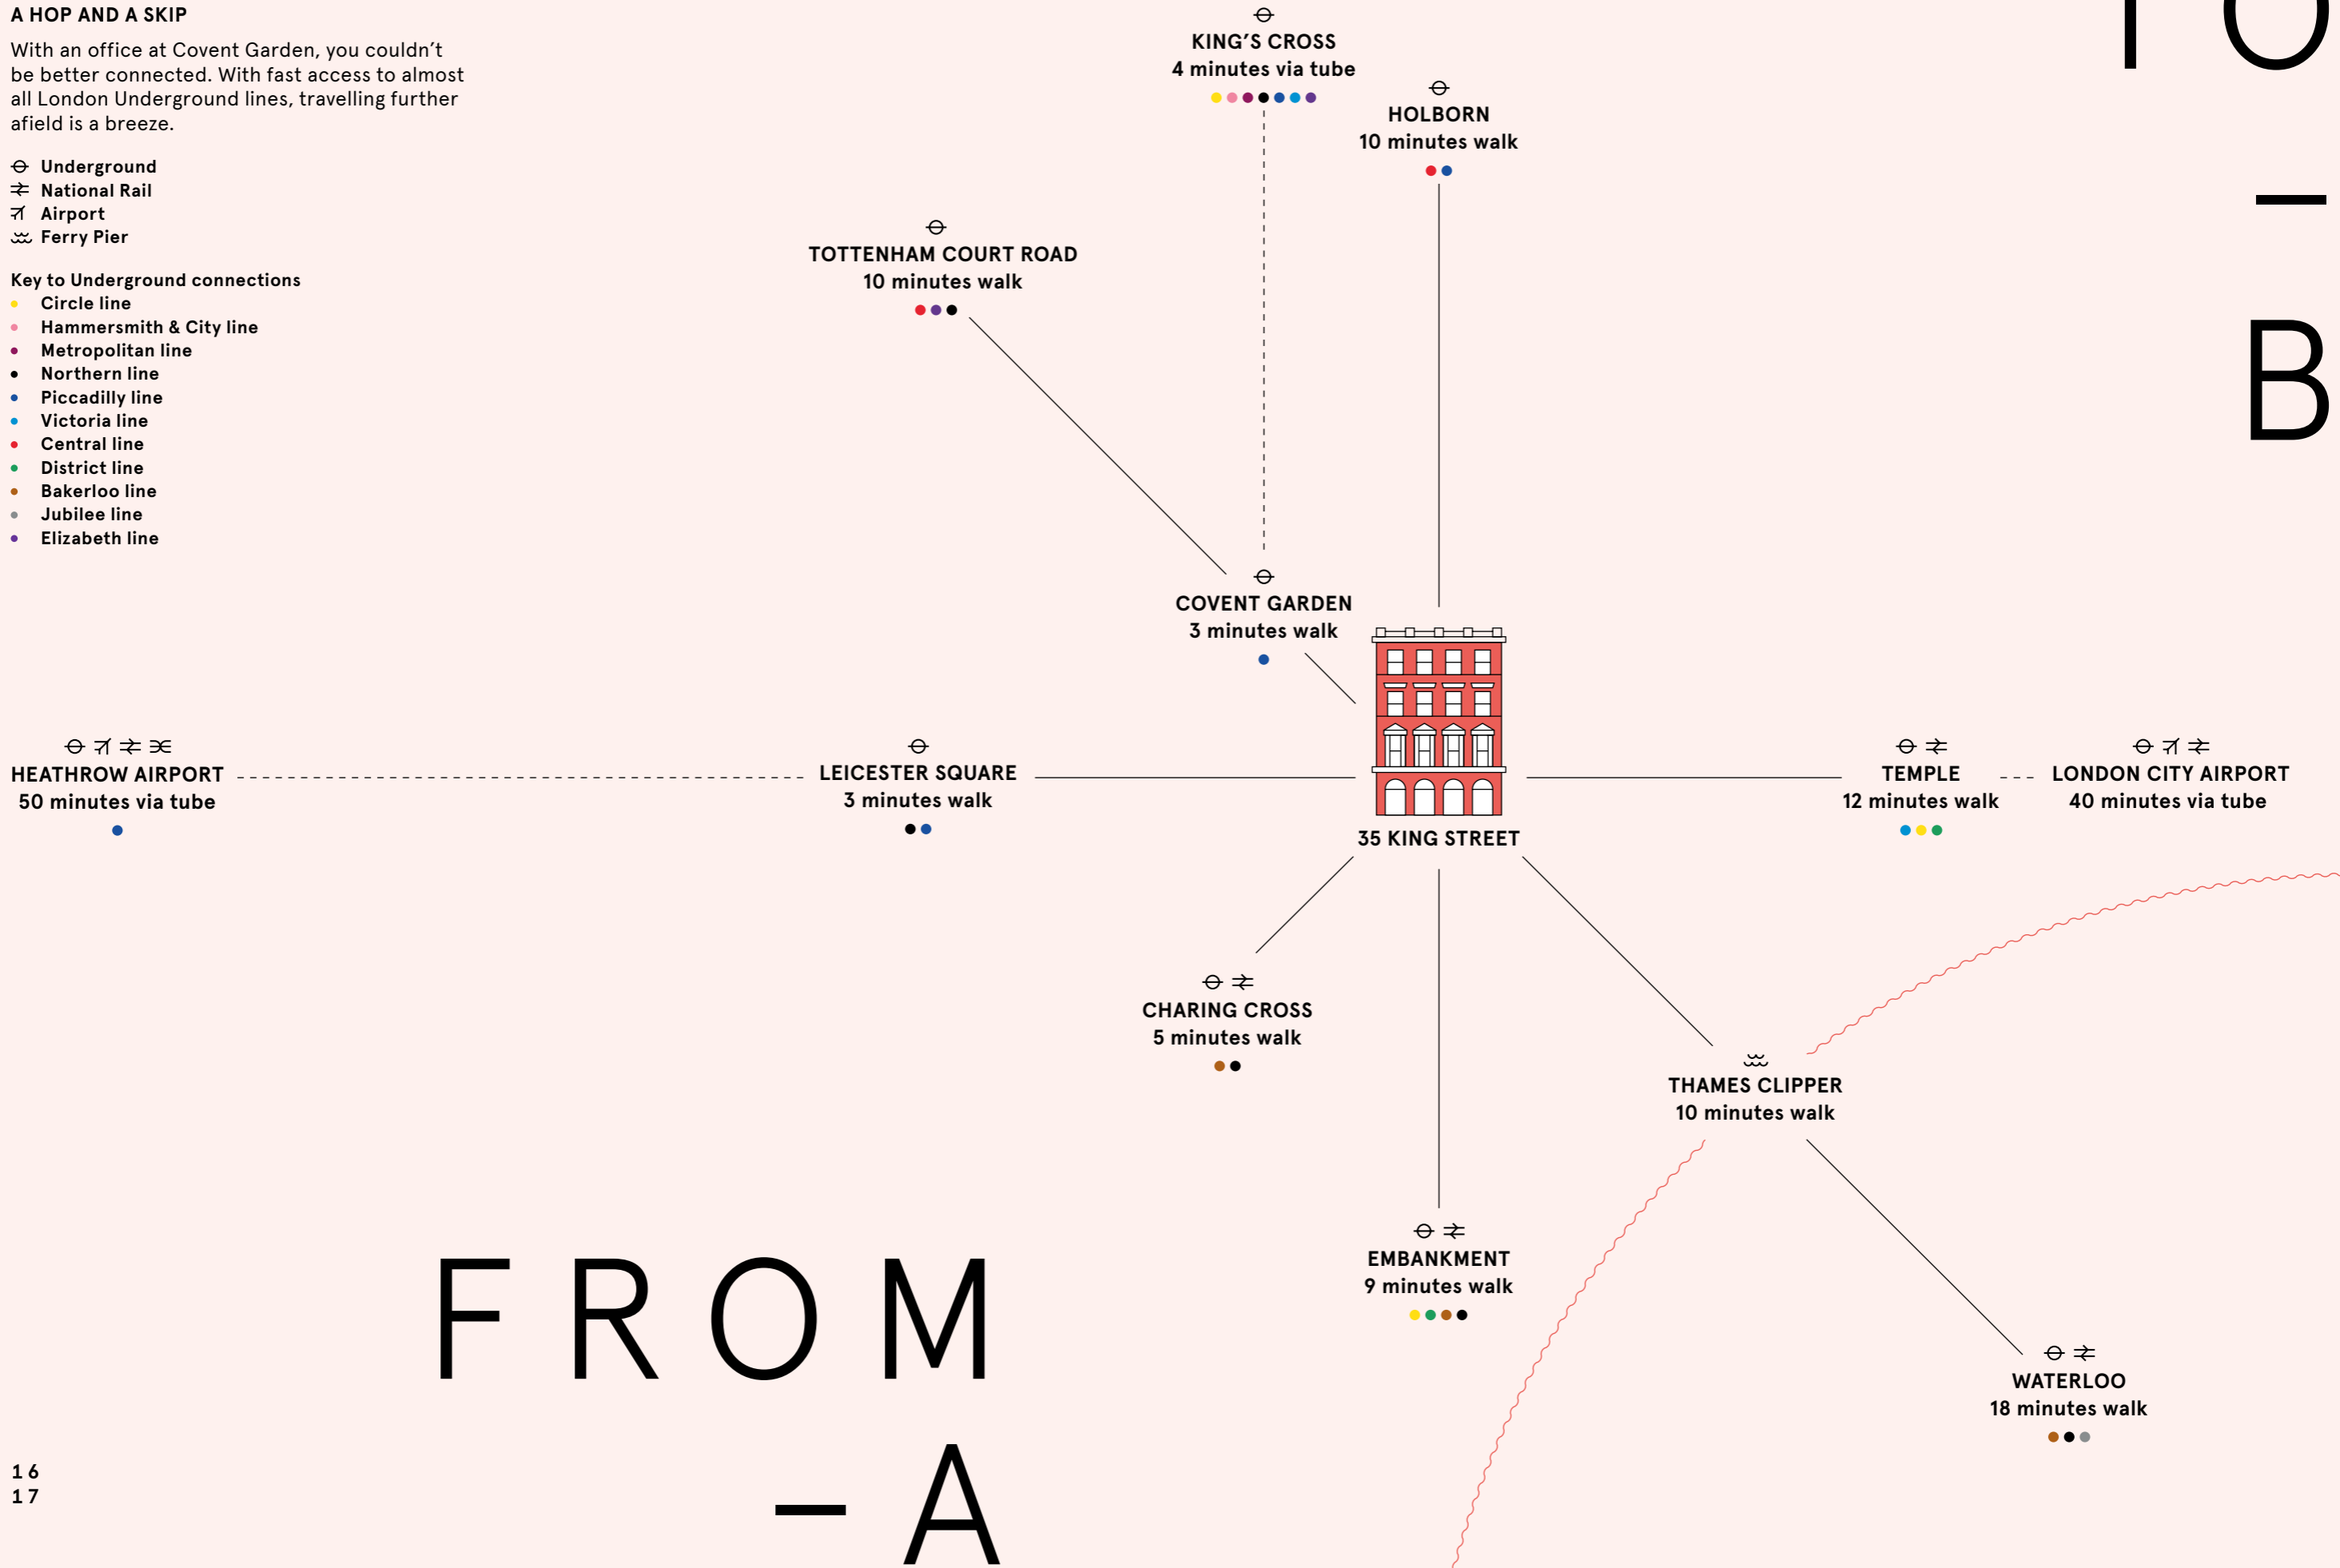 A HOP AND A SKIP
With an office at Covent Garden, you couldn’t
be better connected. With fast access to almost
all London Underground lines, travelling further
afield is a breeze.
Underground
National Rail
Airport
Ferry Pier
Key to Underground connections
Circle line
Hammersmith & City line
Metropolitan line
Northern line
Piccadilly line
Victoria line
Central line
District line
Bakerloo line
Jubilee line
Elizabeth line
KING’S CROSS
4 minutes via tube
HOLBORN
10 minutes walk
TOTTENHAM COURT ROAD
10 minutes walk
COVENT GARDEN
3 minutes walk
HEATHROW AIRPORT
50 minutes via tube
LEICESTER SQUARE
3 minutes walk
35 KING STREET
TEMPLE
12 minutes walk
LONDON CITY AIRPORT
40 minutes via tube
CHARING CROSS
5 minutes walk
THAMES CLIPPER
10 minutes walk
EMBANKMENT
9 minutes walk
WATERLOO
18 minutes walk
FROM
– A
TO
–
B
16
17